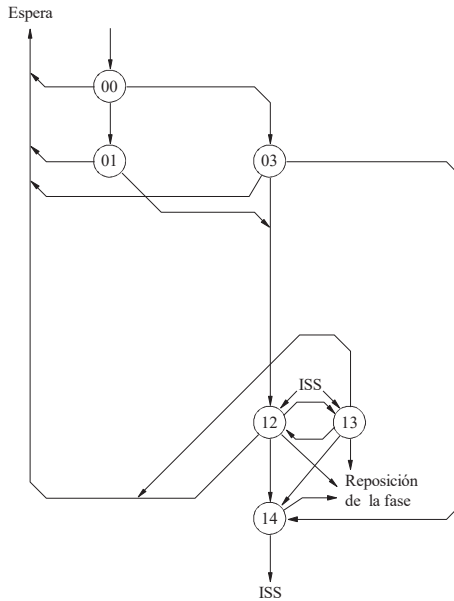 Espera
00
01
03
ISS
12
13
Reposición
de la fase
14
ISS